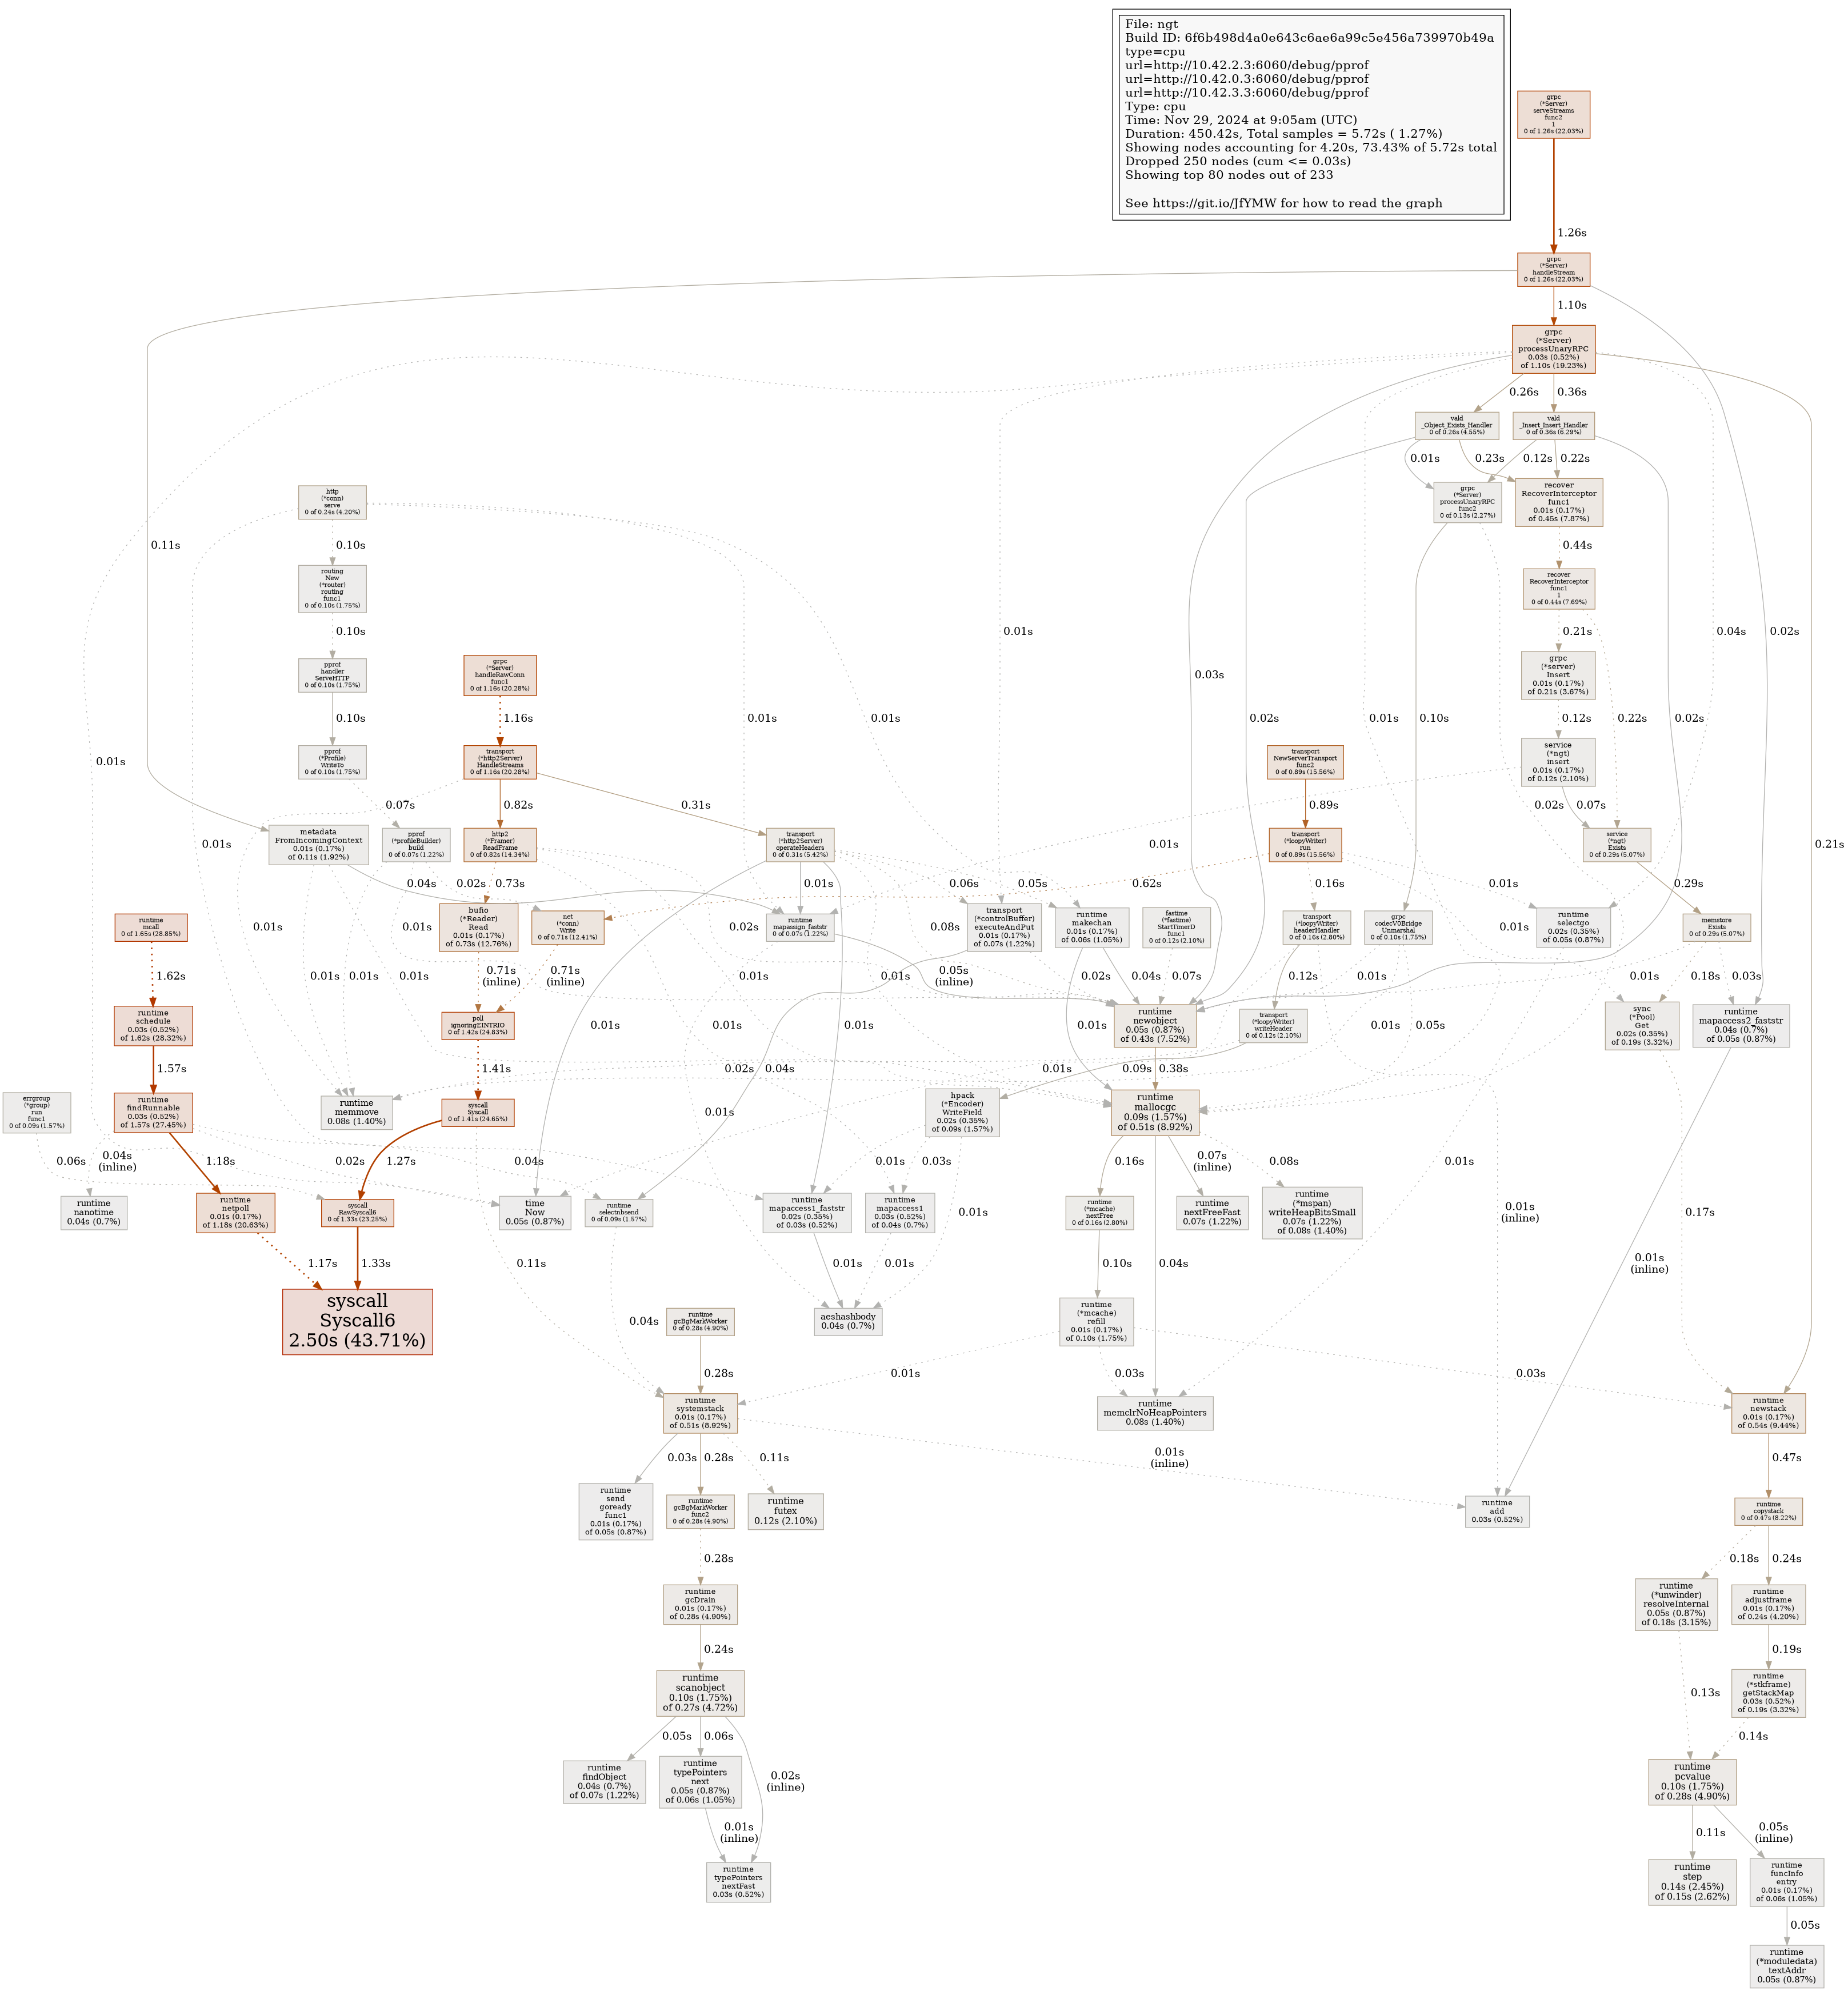 File: ngt
Build ID: 6f6b498d4a0e643c6ae6a99c5e456a739970b49a
type=cpu
url=http://10.42.2.3:6060/debug/pprof
url=http://10.42.0.3:6060/debug/pprof
url=http://10.42.3.3:6060/debug/pprof
Type: cpu
Time: Nov 29, 2024 at 9:05am (UTC)
Duration: 450.42s, Total samples = 5.72s ( 1.27%)
Showing nodes accounting for 4.20s, 73.43% of 5.72s total
Dropped 250 nodes (cum <= 0.03s)
Showing top 80 nodes out of 233
See https://git.io/JfYMW for how to read the graph
grpc
(*Server)
serveStreams
func2
1
0 of 1.26s (22.03%)
1.26s
grpc
(*Server)
handleStream
0 of 1.26s (22.03%)
1.10s
grpc
(*Server)
processUnaryRPC
0.03s (0.52%)
of 1.10s (19.23%)
0.26s
0.36s
vald
_Object_Exists_Handler
0 of 0.26s (4.55%)
vald
_Insert_Insert_Handler
0 of 0.36s (6.29%)
0.01s
0.23s
0.12s
0.22s
http
(*conn)
serve
0 of 0.24s (4.20%)
grpc
(*Server)
processUnaryRPC
func2
0 of 0.13s (2.27%)
recover
RecoverInterceptor
func1
0.01s (0.17%)
of 0.45s (7.87%)
0.11s
0.10s
0.44s
routing
New
(*router)
routing
func1
0 of 0.10s (1.75%)
recover
RecoverInterceptor
func1
1
0 of 0.44s (7.69%)
0.01s
0.04s
0.02s
0.10s
0.21s
pprof
handler
ServeHTTP
0 of 0.10s (1.75%)
grpc
(*Server)
handleRawConn
func1
0 of 1.16s (20.28%)
grpc
(*server)
Insert
0.01s (0.17%)
of 0.21s (3.67%)
0.03s
0.10s
1.16s
0.01s
0.01s
0.02s
0.01s
0.10s
0.02s
0.12s
0.22s
0.02s
pprof
(*Profile)
WriteTo
0 of 0.10s (1.75%)
transport
(*http2Server)
HandleStreams
0 of 1.16s (20.28%)
transport
NewServerTransport
func2
0 of 0.89s (15.56%)
service
(*ngt)
insert
0.01s (0.17%)
of 0.12s (2.10%)
0.01s
0.07s
0.82s
0.31s
0.89s
0.07s
metadata
FromIncomingContext
0.01s (0.17%)
of 0.11s (1.92%)
pprof
(*profileBuilder)
build
0 of 0.07s (1.22%)
http2
(*Framer)
ReadFrame
0 of 0.82s (14.34%)
transport
(*http2Server)
operateHeaders
0 of 0.31s (5.42%)
transport
(*loopyWriter)
run
0 of 0.89s (15.56%)
service
(*ngt)
Exists
0 of 0.29s (5.07%)
0.01s
0.01s
0.21s
0.04s
0.02s
0.73s
0.01s
0.06s
0.05s
0.62s
0.16s
0.01s
0.29s
runtime
mcall
0 of 1.65s (28.85%)
bufio
(*Reader)
Read
0.01s (0.17%)
of 0.73s (12.76%)
net
(*conn)
Write
0 of 0.71s (12.41%)
runtime
mapassign_faststr
0 of 0.07s (1.22%)
transport
(*controlBuffer)
executeAndPut
0.01s (0.17%)
of 0.07s (1.22%)
runtime
makechan
0.01s (0.17%)
of 0.06s (1.05%)
fastime
(*fastime)
StartTimerD
func1
0 of 0.12s (2.10%)
transport
(*loopyWriter)
headerHandler
0 of 0.16s (2.80%)
grpc
codecV0Bridge
Unmarshal
0 of 0.10s (1.75%)
runtime
selectgo
0.02s (0.35%)
of 0.05s (0.87%)
memstore
Exists
0 of 0.29s (5.07%)
0.01s
0.01s
0.02s
0.08s
0.01s
1.62s
0.01s
0.01s
0.01s
0.71s
(inline)
0.71s
(inline)
0.01s
0.05s
(inline)
0.01s
0.02s
0.04s
0.07s
0.12s
0.01s
0.01s
0.18s
0.03s
runtime
schedule
0.03s (0.52%)
of 1.62s (28.32%)
poll
ignoringEINTRIO
0 of 1.42s (24.83%)
runtime
newobject
0.05s (0.87%)
of 0.43s (7.52%)
transport
(*loopyWriter)
writeHeader
0 of 0.12s (2.10%)
sync
(*Pool)
Get
0.02s (0.35%)
of 0.19s (3.32%)
runtime
mapaccess2_faststr
0.04s (0.7%)
of 0.05s (0.87%)
0.01s
0.01s
0.01s
0.01s
0.05s
1.57s
1.41s
0.02s
0.04s
0.01s
0.09s
0.38s
errgroup
(*group)
run
func1
0 of 0.09s (1.57%)
runtime
findRunnable
0.03s (0.52%)
of 1.57s (27.45%)
runtime
memmove
0.08s (1.40%)
syscall
Syscall
0 of 1.41s (24.65%)
hpack
(*Encoder)
WriteField
0.02s (0.35%)
of 0.09s (1.57%)
runtime
mallocgc
0.09s (1.57%)
of 0.51s (8.92%)
0.01s
0.06s
0.04s
(inline)
1.18s
0.02s
1.27s
0.04s
0.01s
0.03s
0.16s
0.07s
(inline)
0.08s
0.01s
runtime
nanotime
0.04s (0.7%)
runtime
netpoll
0.01s (0.17%)
of 1.18s (20.63%)
syscall
RawSyscall6
0 of 1.33s (23.25%)
time
Now
0.05s (0.87%)
runtime
selectnbsend
0 of 0.09s (1.57%)
runtime
mapaccess1_faststr
0.02s (0.35%)
of 0.03s (0.52%)
runtime
mapaccess1
0.03s (0.52%)
of 0.04s (0.7%)
0.01s
runtime
(*mcache)
nextFree
0 of 0.16s (2.80%)
runtime
nextFreeFast
0.07s (1.22%)
runtime
(*mspan)
writeHeapBitsSmall
0.07s (1.22%)
of 0.08s (1.40%)
0.01s
(inline)
0.17s
1.17s
1.33s
0.11s
0.01s
0.01s
0.10s
0.04s
0.01s
(inline)
syscall
Syscall6
2.50s (43.71%)
0.04s
runtime
gcBgMarkWorker
0 of 0.28s (4.90%)
aeshashbody
0.04s (0.7%)
runtime
(*mcache)
refill
0.01s (0.17%)
of 0.10s (1.75%)
0.28s
0.01s
0.03s
0.03s
runtime
systemstack
0.01s (0.17%)
of 0.51s (8.92%)
runtime
memclrNoHeapPointers
0.08s (1.40%)
runtime
newstack
0.01s (0.17%)
of 0.54s (9.44%)
0.03s
0.28s
0.11s
0.01s
(inline)
0.47s
runtime
send
goready
func1
0.01s (0.17%)
of 0.05s (0.87%)
runtime
gcBgMarkWorker
func2
0 of 0.28s (4.90%)
runtime
futex
0.12s (2.10%)
runtime
add
0.03s (0.52%)
runtime
copystack
0 of 0.47s (8.22%)
0.28s
0.18s
0.24s
runtime
gcDrain
0.01s (0.17%)
of 0.28s (4.90%)
runtime
(*unwinder)
resolveInternal
0.05s (0.87%)
of 0.18s (3.15%)
runtime
adjustframe
0.01s (0.17%)
of 0.24s (4.20%)
0.24s
0.19s
runtime
scanobject
0.10s (1.75%)
of 0.27s (4.72%)
0.13s
runtime
(*stkframe)
getStackMap
0.03s (0.52%)
of 0.19s (3.32%)
0.05s
0.06s
0.02s
(inline)
0.14s
runtime
findObject
0.04s (0.7%)
of 0.07s (1.22%)
runtime
typePointers
next
0.05s (0.87%)
of 0.06s (1.05%)
runtime
pcvalue
0.10s (1.75%)
of 0.28s (4.90%)
0.01s
(inline)
0.11s
0.05s
(inline)
runtime
typePointers
nextFast
0.03s (0.52%)
runtime
step
0.14s (2.45%)
of 0.15s (2.62%)
runtime
funcInfo
entry
0.01s (0.17%)
of 0.06s (1.05%)
0.05s
runtime
(*moduledata)
textAddr
0.05s (0.87%)